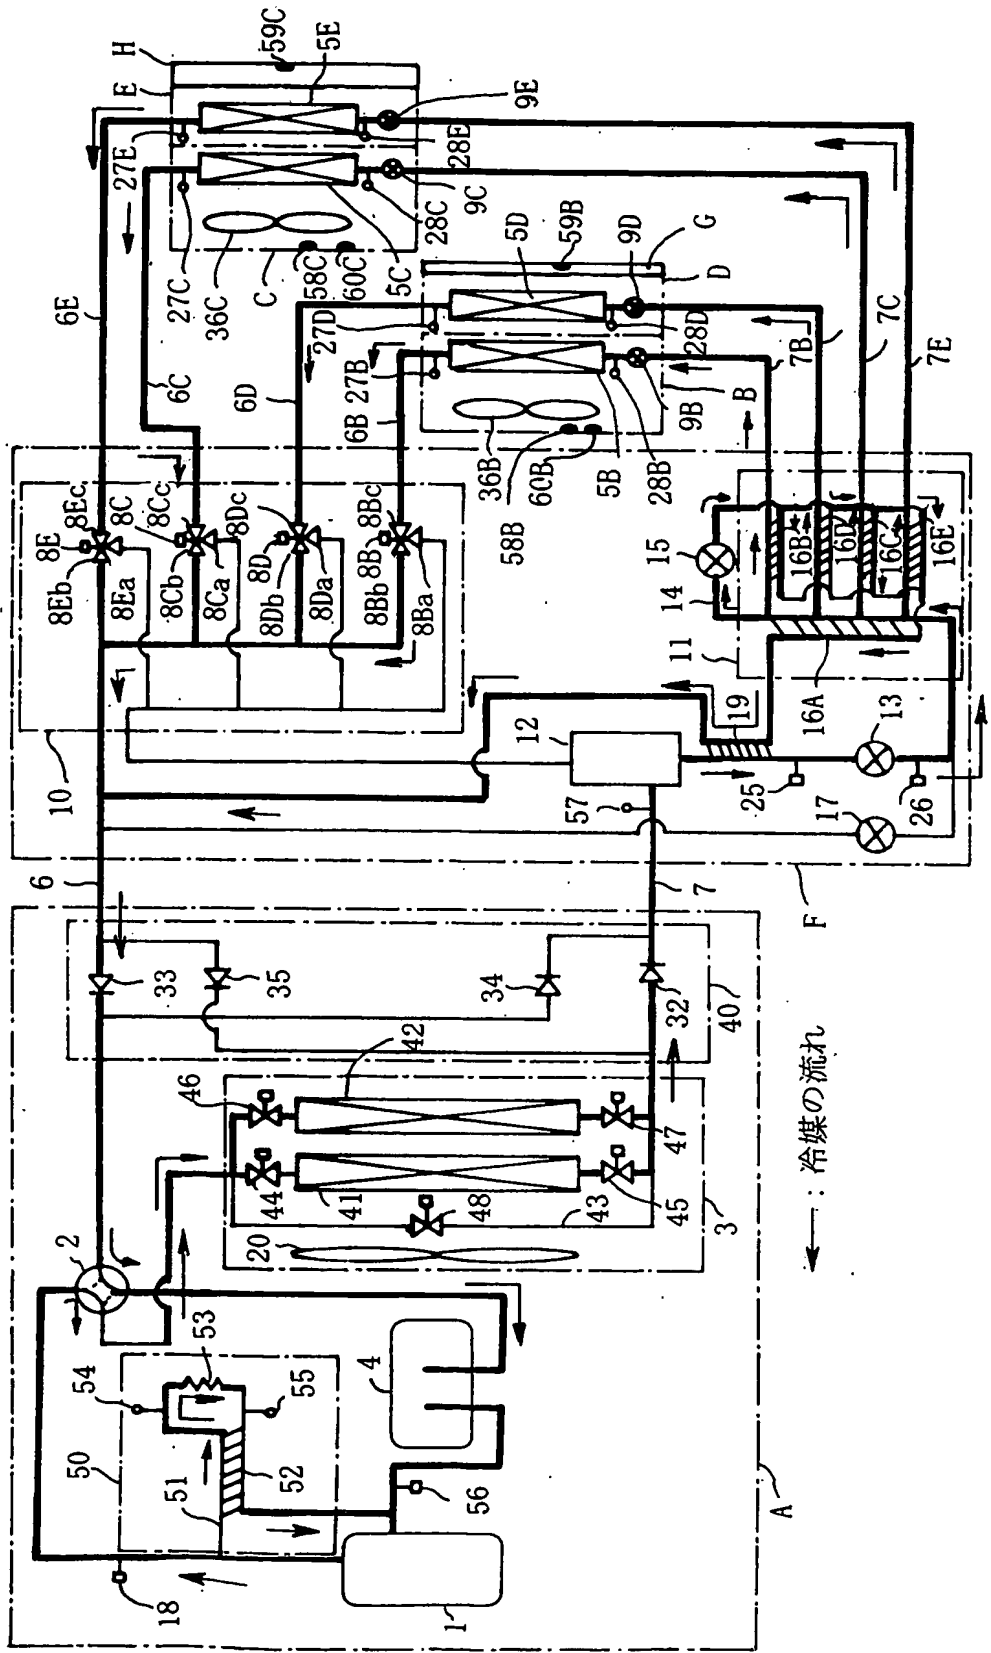 H
59C
5E
E
27E
9E
28E
27C
36C
C
58C
60C
5C
28C
9C
6E
6C
6D
27D
5D
59B
9D
G
D
28D
6B
27B
36B
58B
60B
5B
28B
9B
B
7B
7C
7E
8Ec
8E
8Eb
8Ea
8C
8Cc
8Cb
8Ca
8Dc
8D
8Db
8Da
8Bc
8B
8Bb
8Ba
15
14
16B
16D
16C
16E
11
16A
19
12
13
10
57
25
26
17
6
7
F
33
35
34
32
40
42
46
47
44
41
48
43
45
3
20
2
53
54
55
50
51
52
4
56
18
1
A
←: 冷媒の流れ